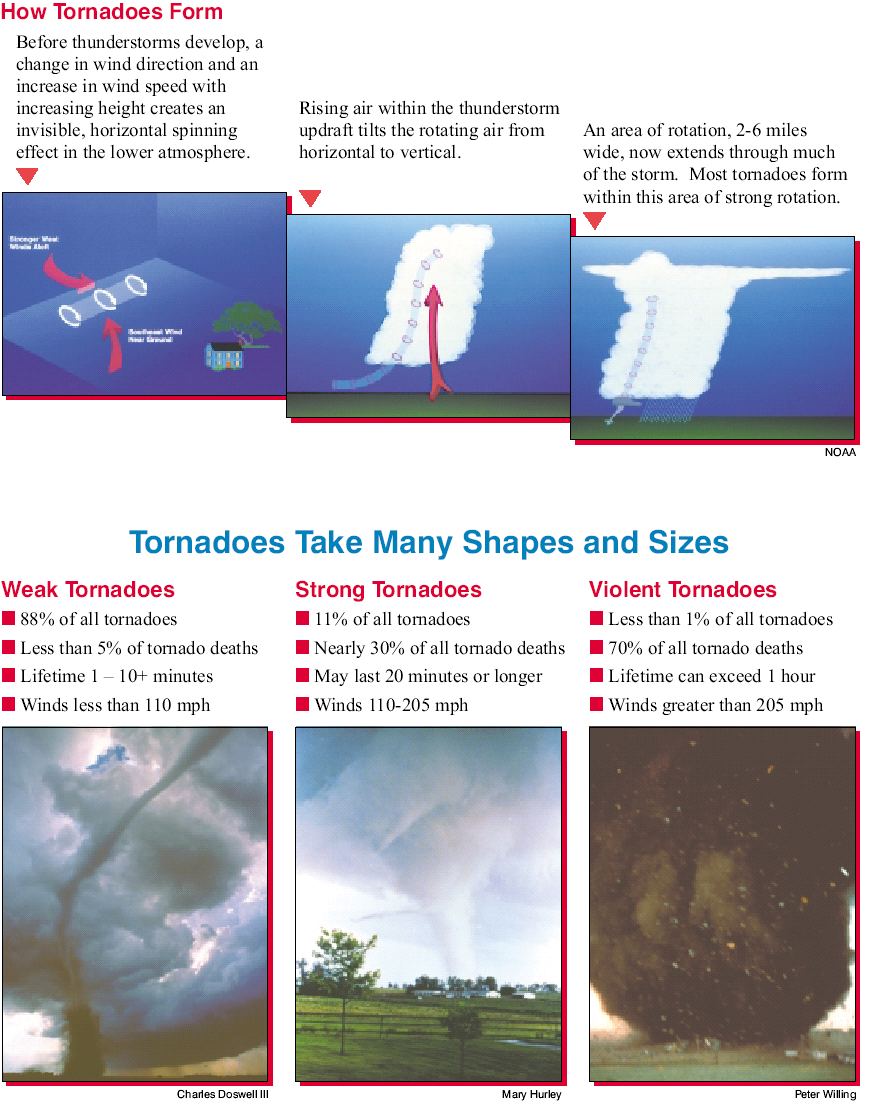 How Tornadoes Form
Before thunderstorms develop, a
change in wind direction and an
increase in wind speed with
increasing height creates an
invisible, horizontal spinning
effect in the lower atmosphere.
Rising air within the thunderstorm
updraft tilts the rotating air from
horizontal to vertical.
An area of rotation, 2-6 miles
wide, now extends through much
of the storm. Most tornadoes form
within this area of strong rotation.
Stronger West
Winds Aloft
Southeast Wind
Near Ground
NOAA
Tornadoes Take Many Shapes and Sizes
Weak Tornadoes
88% of all tornadoes
Less than 5% of tornado deaths
Lifetime 1 – 10+ minutes
Winds less than 110 mph
Strong Tornadoes
11% of all tornadoes
Nearly 30% of all tornado deaths
May last 20 minutes or longer
Winds 110-205 mph
Violent Tornadoes
Less than 1% of all tornadoes
70% of all tornado deaths
Lifetime can exceed 1 hour
Winds greater than 205 mph
Charles Doswell III
Mary Hurley
Peter Willing